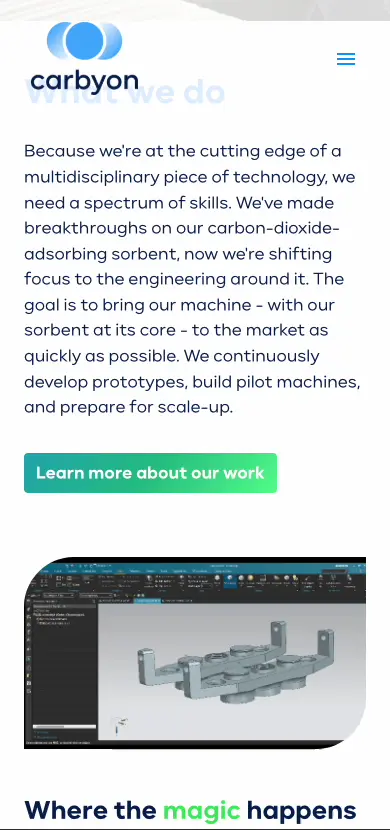 carbyon
What we do
Because we're at the cutting edge of a
multidisciplinary piece of technology, we
need a spectrum of skills. We've made
breakthroughs on our carbon-dioxide-
adsorbing sorbent, now we're shifting
focus to the engineering around it. The
goal is to bring our machine - with our
sorbent at its core - to the market as
quickly as possible. We continuously
develop prototypes, build pilot machines,
and prepare for scale-up.
Learn more about our work
Where the magic happens